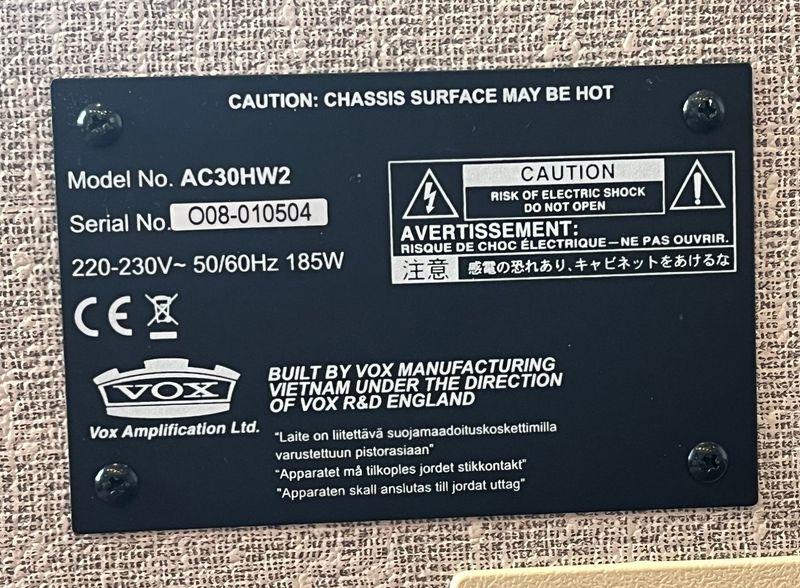 CAUTION: CHASSIS SURFACE MAY BE HOT
Model No. AC30HW2
Serial No. O08-010504
220-230V~ 50/60Hz 185W
CAUTION
RISK OF ELECTRIC SHOCK
DO NOT OPEN
AVERTISSEMENT:
RISQUE DE CHOC ÉLECTRIQUE—NE PAS OUVRIR.
注意 感電の恐れあり、キャビネットをあけるな
CE
VOX
Vox Amplification Ltd.
BUILT BY VOX MANUFACTURING
VIETNAM UNDER THE DIRECTION
OF VOX R&D ENGLAND
"Laite on liitettävä suojamaadoituskoskettimilla
varustettuun pistorasiaan"
"Apparatet må tilkoples jordet stikkontakt"
"Apparaten skall anslutas till jordat uttag"